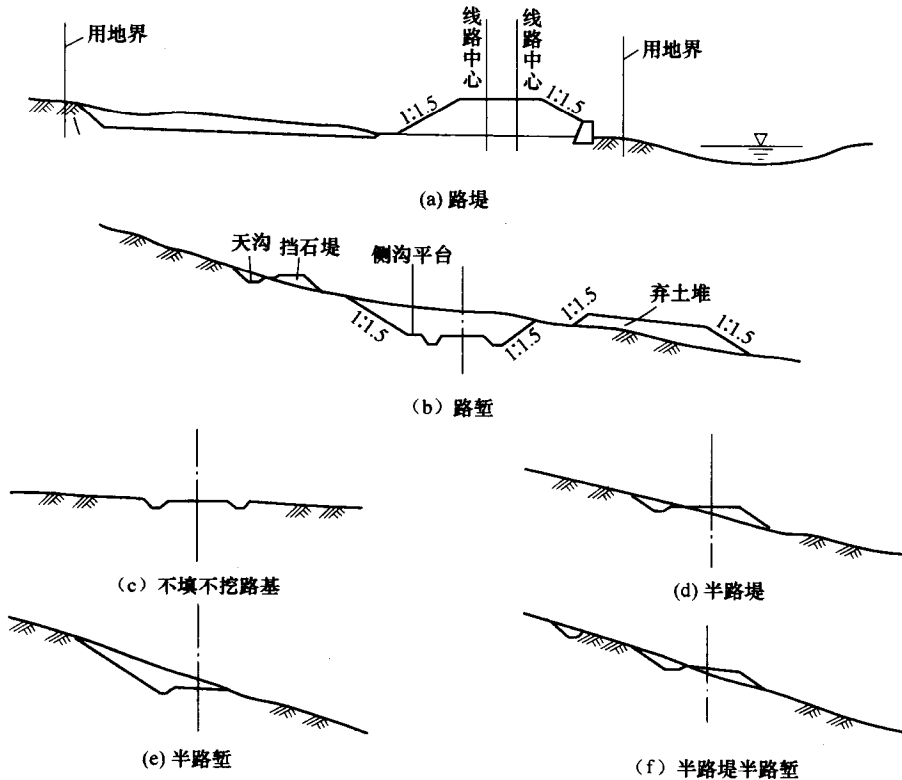 用地界
线路中心
线路中心
用地界
1:1.5
1:1.5
(a) 路堤
天沟
挡石堤
侧沟平台
1:1.5
弃土堆
1:1.5
1:1.5
1:1.5
（b）路堑
（c）不填不挖路基
(d) 半路堤
(e) 半路堑
（f）半路堤半路堑